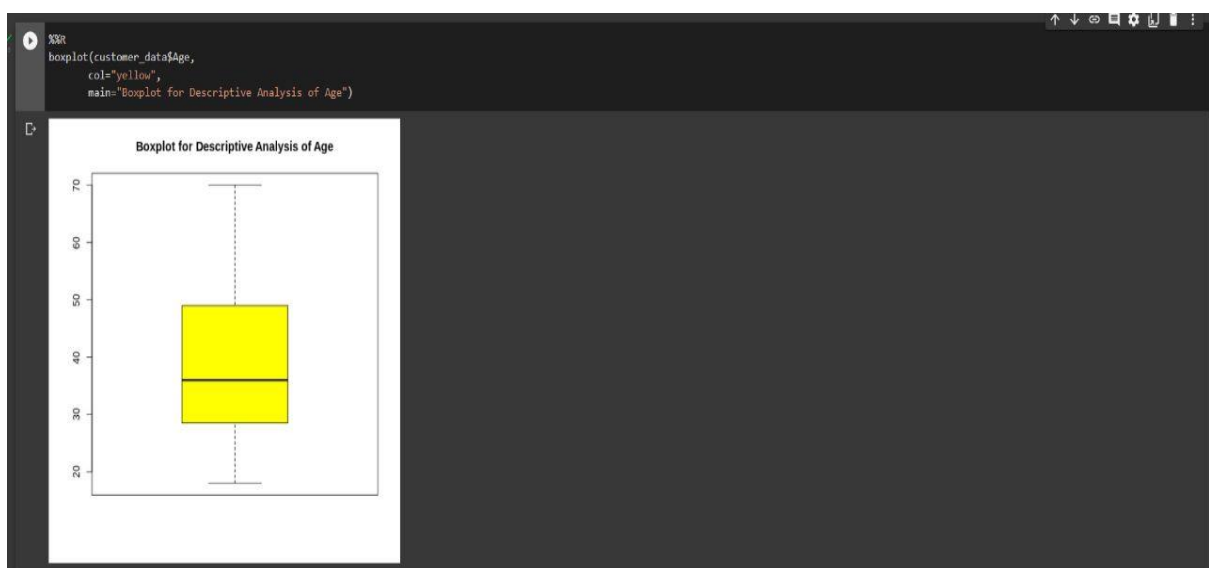 %%R
boxplot(customer_data$Age,
col="yellow",
main="Boxplot for Descriptive Analysis of Age")
Boxplot for Descriptive Analysis of Age
70
60
50
40
30
20